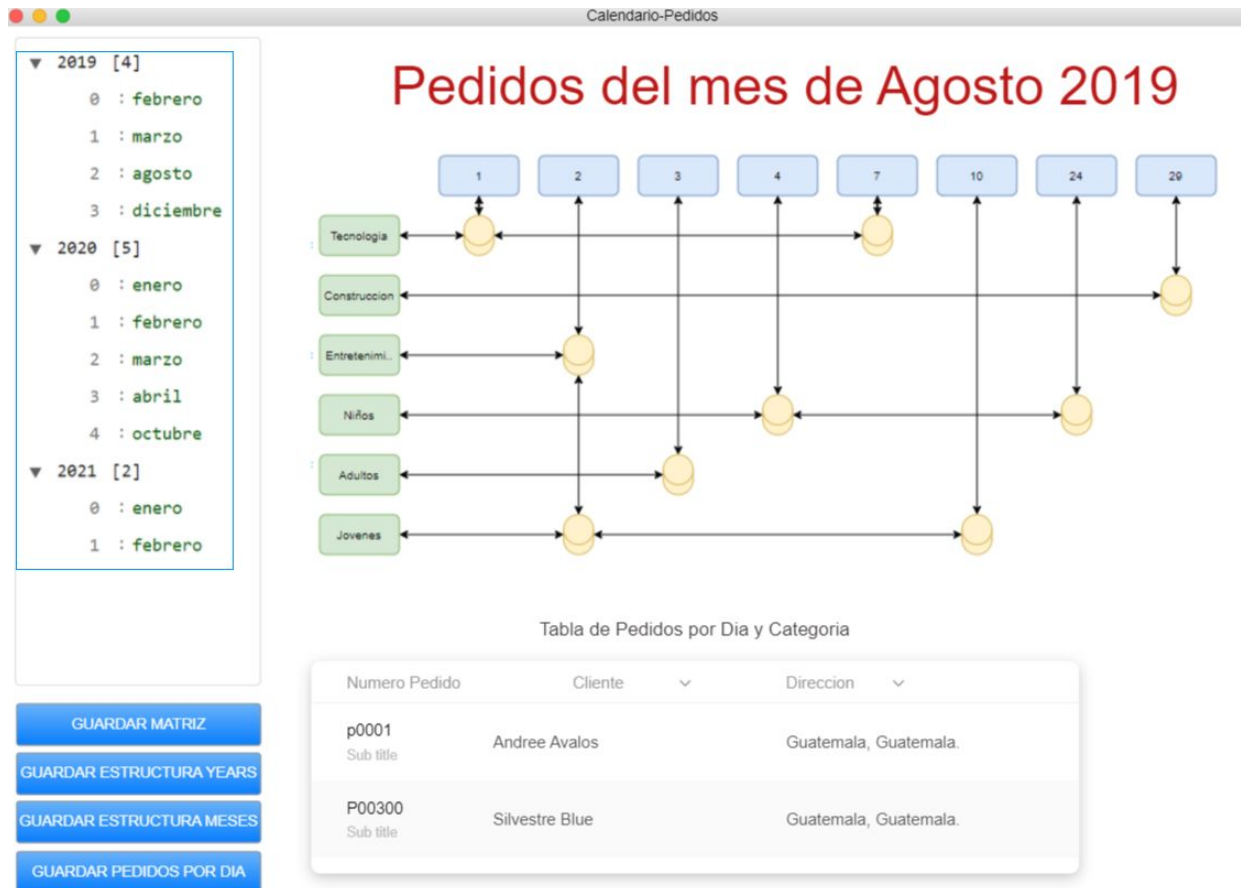 Calendario-Pedidos
▼ 2019 [4]
0 : febrero
1 : marzo
2 : agosto
3 : diciembre
▼ 2020 [5]
0 : enero
1 : febrero
2 : marzo
3 : abril
4 : octubre
▼ 2021 [2]
0 : enero
1 : febrero
GUARDAR MATRIZ
GUARDAR ESTRUCTURA YEARS
GUARDAR ESTRUCTURA MESES
GUARDAR PEDIDOS POR DIA
Pedidos del mes de Agosto 2019
1 2 3 4 7 10 24 29
Tecnologia
Construccion
Entretenimi...
Niños
Adultos
Jovenes
Tabla de Pedidos por Dia y Categoria
Numero Pedido Cliente Direccion
p0001 Andree Avalos Guatemala, Guatemala.
Sub title
P00300 Silvestre Blue Guatemala, Guatemala.
Sub title